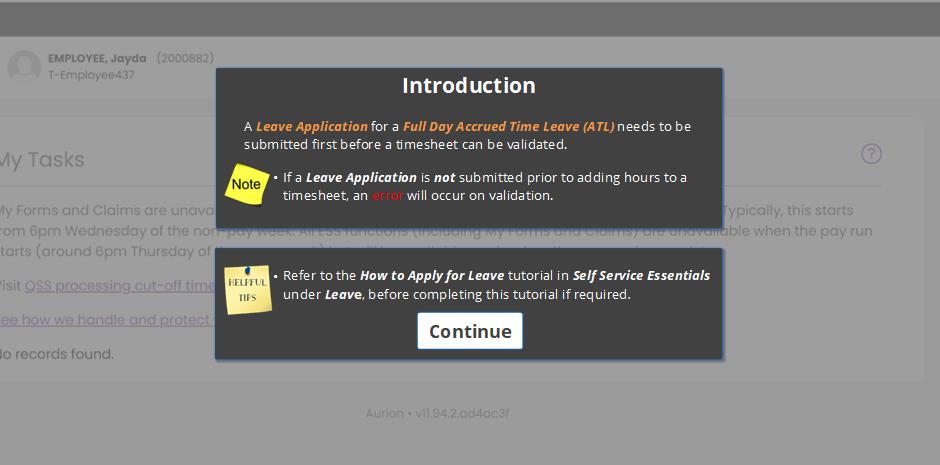 EMPLOYEE, Jayda (2000882)
T-Employee437
Introduction
A Leave Application for a Full Day Accrued Time Leave (ATL) needs to be
submitted first before a timesheet can be validated.
Note
• If a Leave Application is not submitted prior to adding hours to a
timesheet, an error will occur on validation.
My Tasks
?
My Forms and Claims are unava Typically, this starts
from 6pm Wednesday of the non-pay week. All ESS functions (including My Forms and Claims) are unavailable when the pay run
starts (around 6pm Thursday of
HELPFUL
TIPS
• Refer to the How to Apply for Leave tutorial in Self Service Essentials
under Leave, before completing this tutorial if required.
Continue
Visit QSS processing cut-off time
See how we handle and protect
No records found.
Aurion • v11.94.2.ad4ac3f